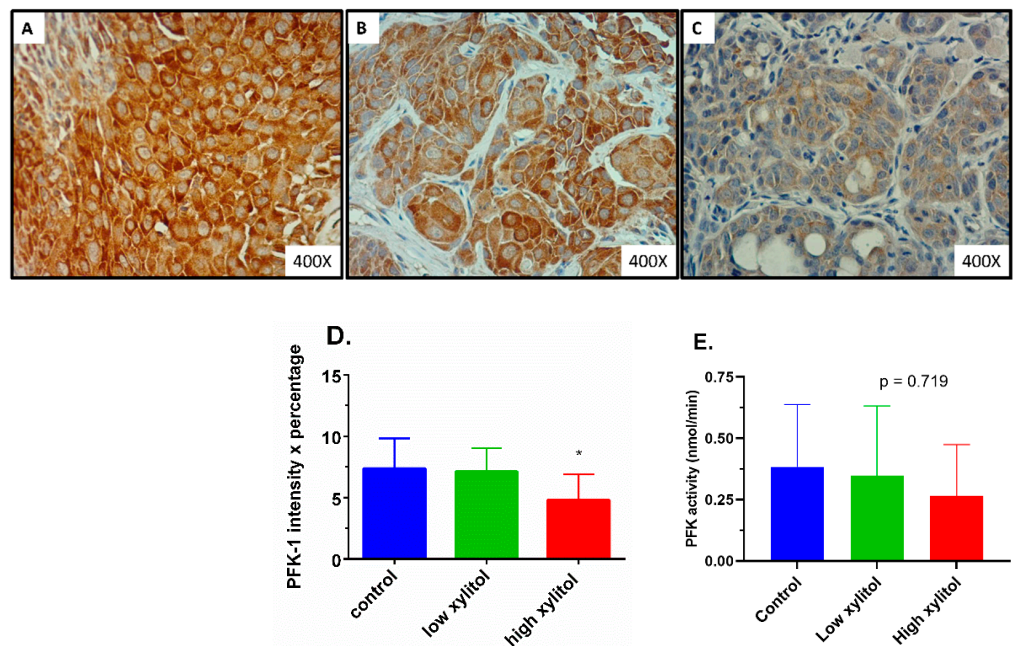 A
B
C
400X
400X
400X
D.
PFK-1 intensity x percentage
15
10
5
0
*
control
low xylitol
high xylitol
E.
p = 0.719
PFK activity (nmol/min)
0.75
0.50
0.25
0.00
Control
Low xylitol
High xylitol